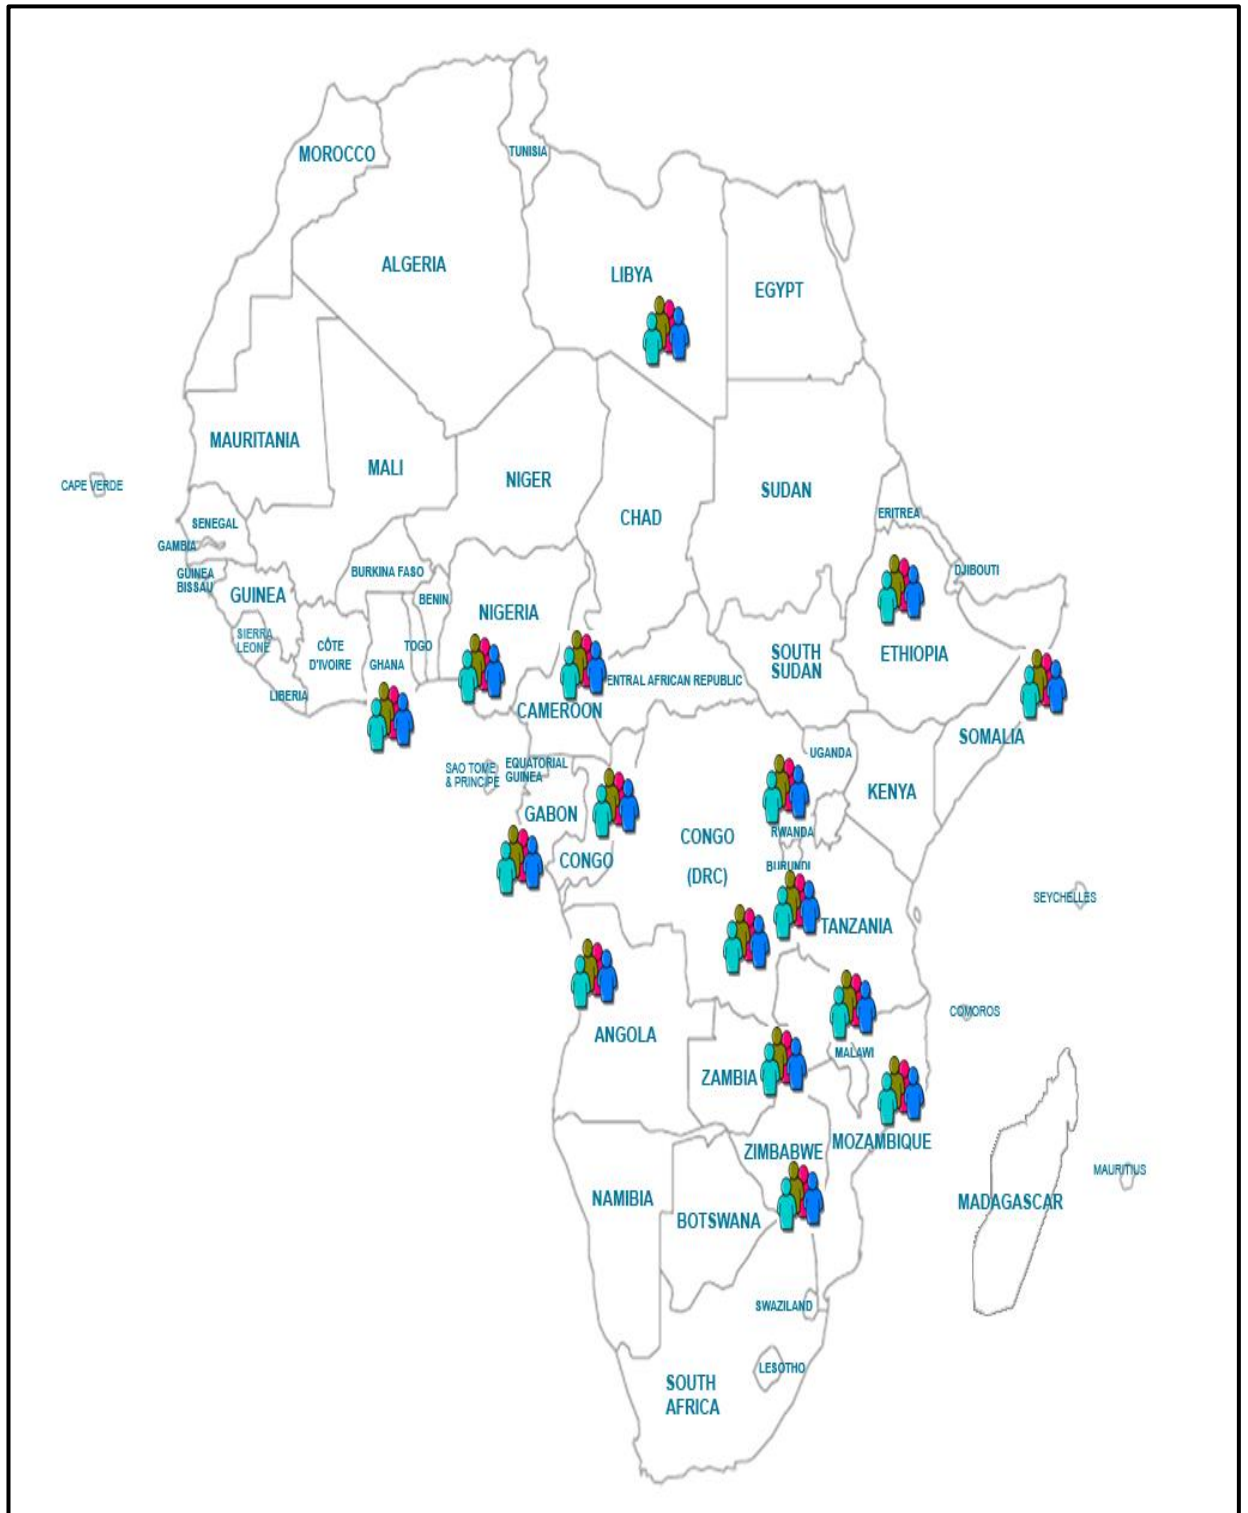 MOROCCO
TUNISIA
ALGERIA
LIBYA
EGYPT
MAURITANIA
MALI
NIGER
CHAD
SUDAN
CAPE VERDE
SENEGAL
GAMBIA
GUINEA
BISSAU
GUINEA
SIERRA
LEONE
LIBERIA
CÔTE
D'IVOIRE
BURKINA FASO
GHANA
TOGO
BENIN
NIGERIA
CAMEROON
ENTRAL AFRICAN REPUBLIC
SOUTH
SUDAN
ERITREA
DJIBOUTI
ETHIOPIA
SOMALIA
UGANDA
KENYA
SAO TOME
& PRINCIPE
EQUATORIAL
GUINEA
GABON
CONGO
CONGO
(DRC)
RWANDA
BURUNDI
TANZANIA
SEYCHELLES
COMOROS
ANGOLA
ZAMBIA
MALAWI
MOZAMBIQUE
ZIMBABWE
NAMIBIA
BOTSWANA
MADAGASCAR
MAURITIUS
SWAZILAND
LESOTHO
SOUTH
AFRICA